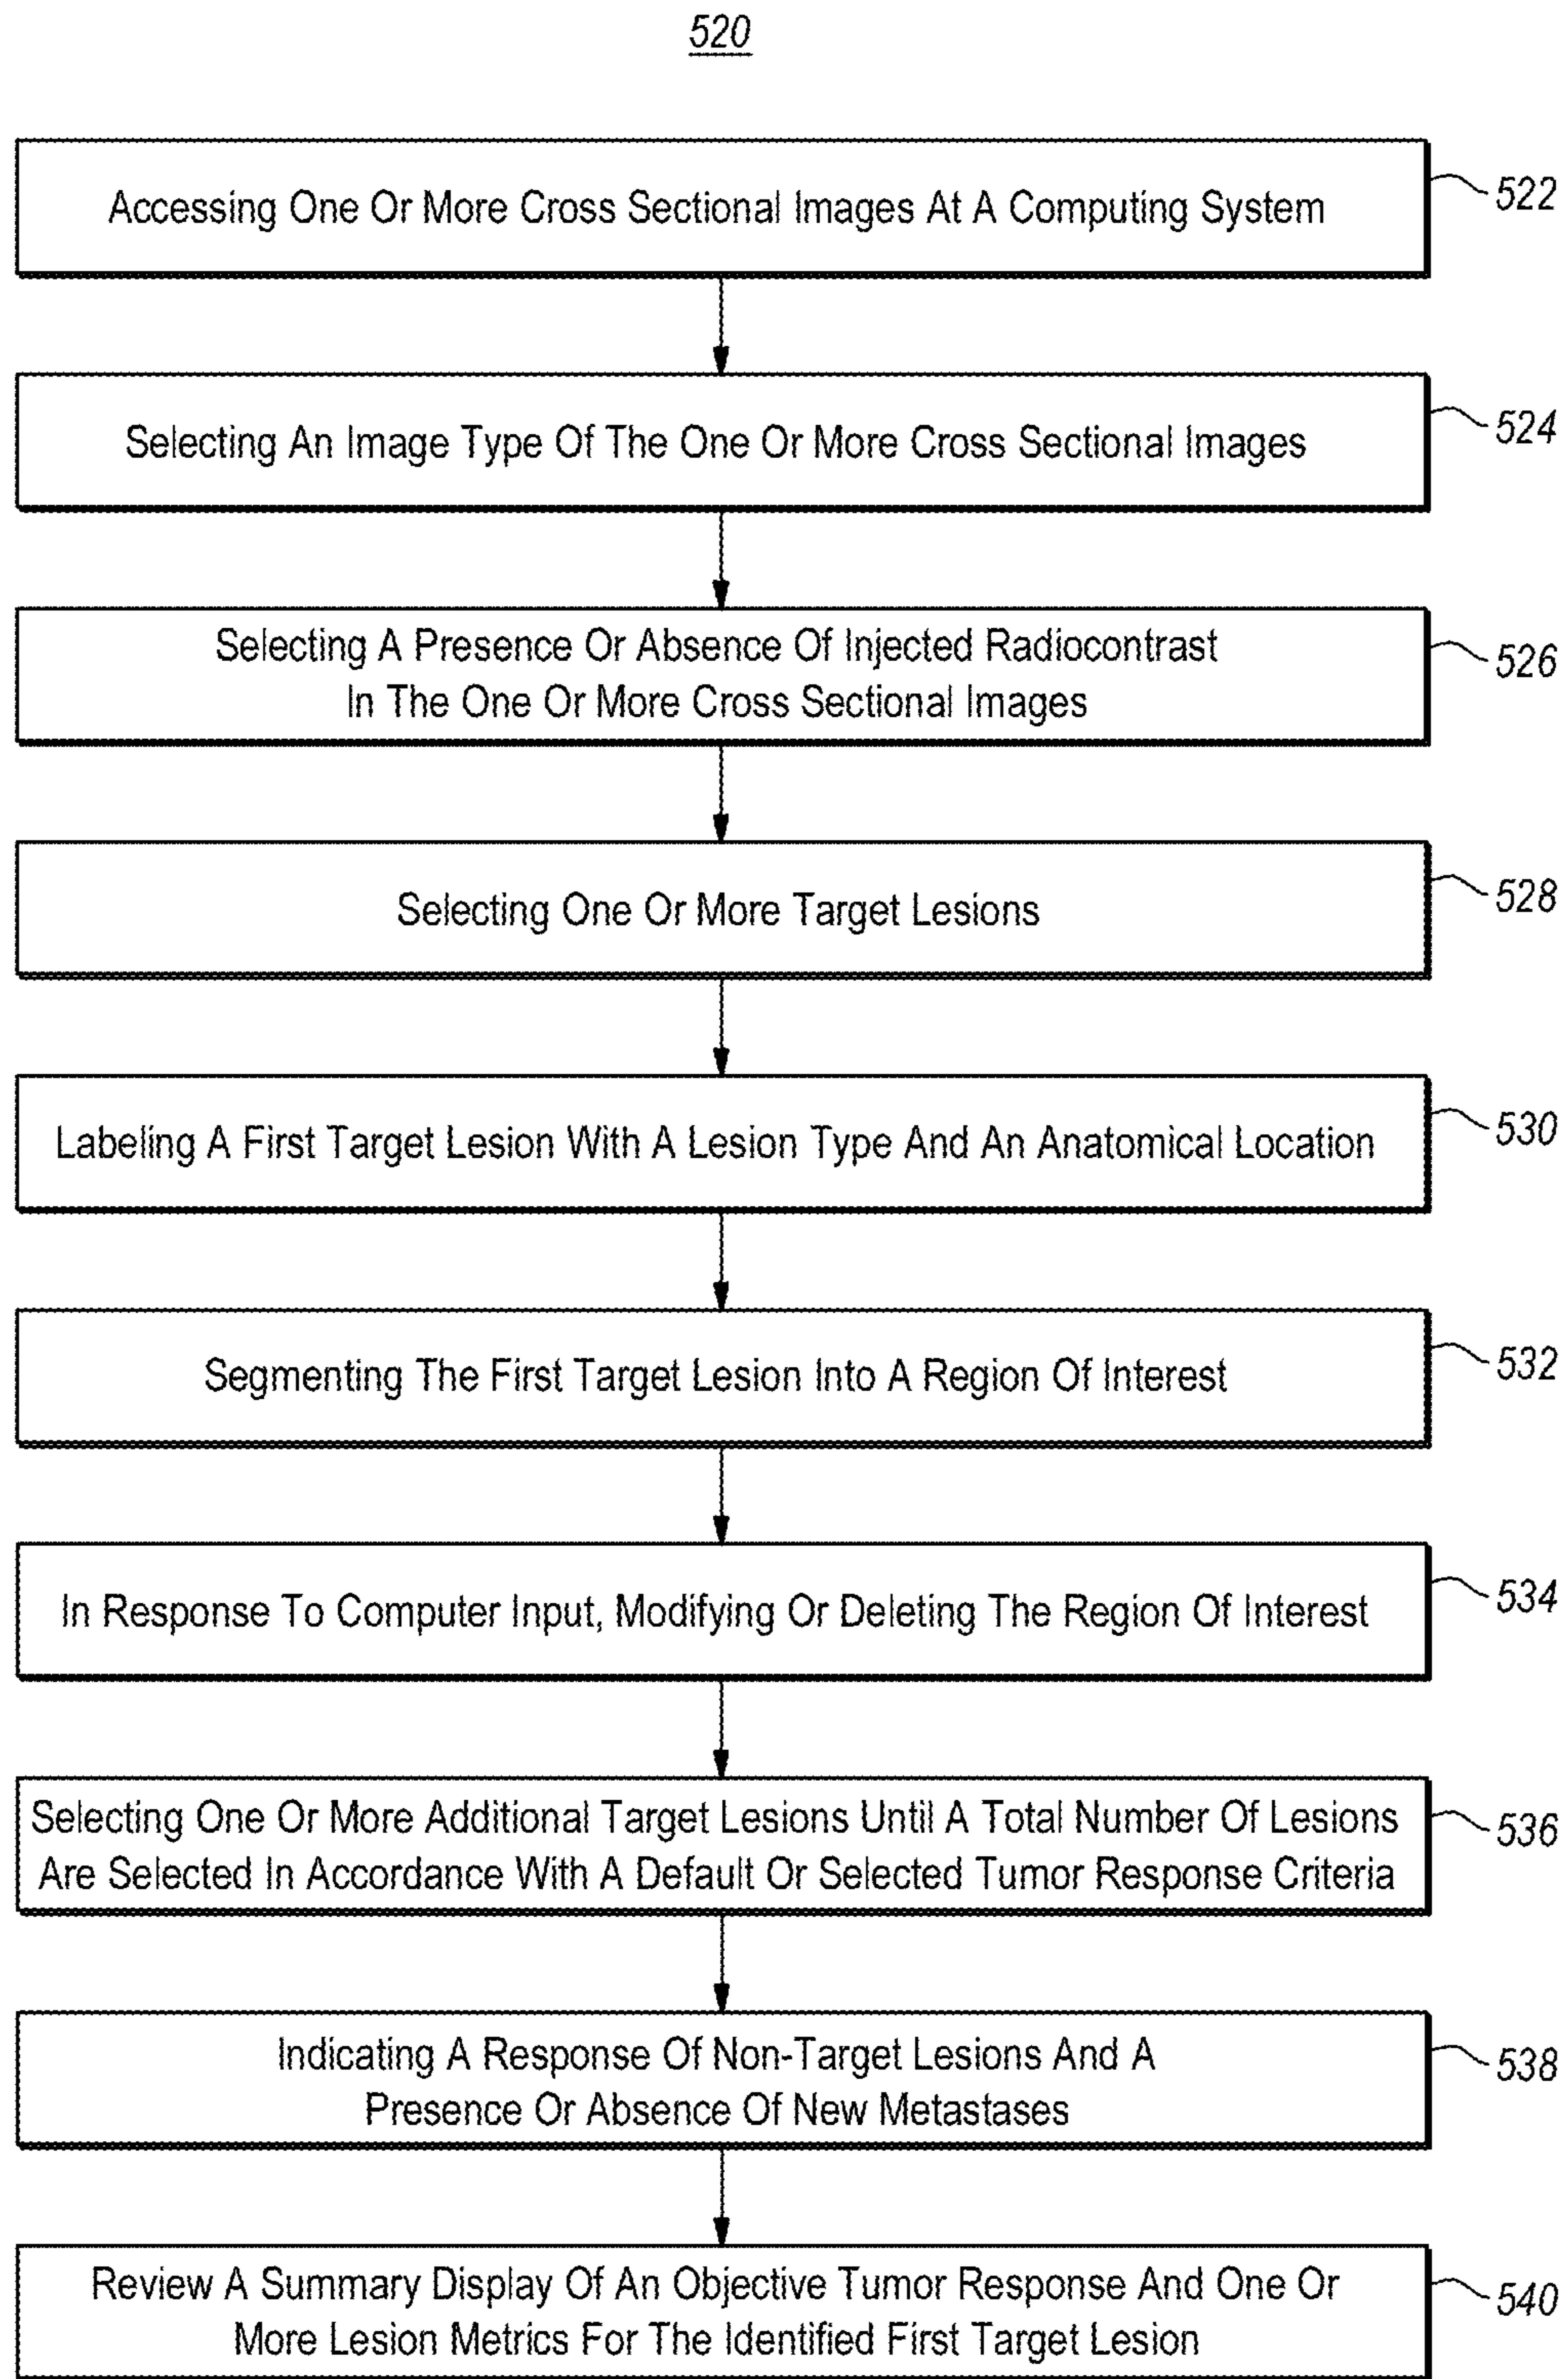 520
Accessing One Or More Cross Sectional Images At A Computing System
522
Selecting An Image Type Of The One Or More Cross Sectional Images
524
Selecting A Presence Or Absence Of Injected Radiocontrast
In The One Or More Cross Sectional Images
526
Selecting One Or More Target Lesions
528
Labeling A First Target Lesion With A Lesion Type And An Anatomical Location
530
Segmenting The First Target Lesion Into A Region Of Interest
532
In Response To Computer Input, Modifying Or Deleting The Region Of Interest
534
Selecting One Or More Additional Target Lesions Until A Total Number Of Lesions
Are Selected In Accordance With A Default Or Selected Tumor Response Criteria
536
Indicating A Response Of Non-Target Lesions And A
Presence Or Absence Of New Metastases
538
Review A Summary Display Of An Objective Tumor Response And One Or
More Lesion Metrics For The Identified First Target Lesion
540